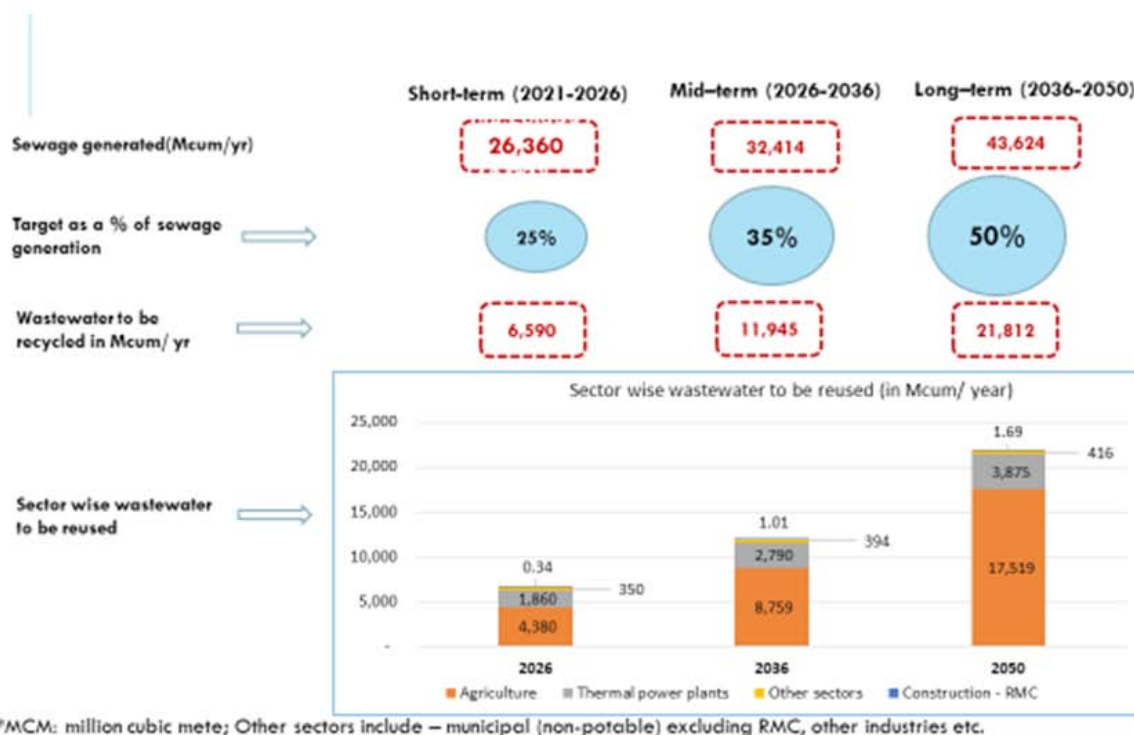 Short-term (2021-2026) Mid–term (2026-2036) Long–term (2036-2050)
Sewage generated(Mcum/yr) 26,360 32,414 43,624
Target as a % of sewage
generation
25% 35% 50%
Wastewater to be
recycled in Mcum/ yr
6,590 11,945 21,812
Sector wise wastewater to be reused (in Mcum/ year)
Sector wise wastewater
to be reused
25,000
20,000
15,000
10,000
5,000
-
0.34
350
1,860
4,380
1.01
394
2,790
8,759
1.69
416
3,875
17,519
2026 2036 2050
Agriculture Thermal power plants Other sectors Construction - RMC
*MCM: million cubic mete; Other sectors include – municipal (non-potable) excluding RMC, other industries etc.